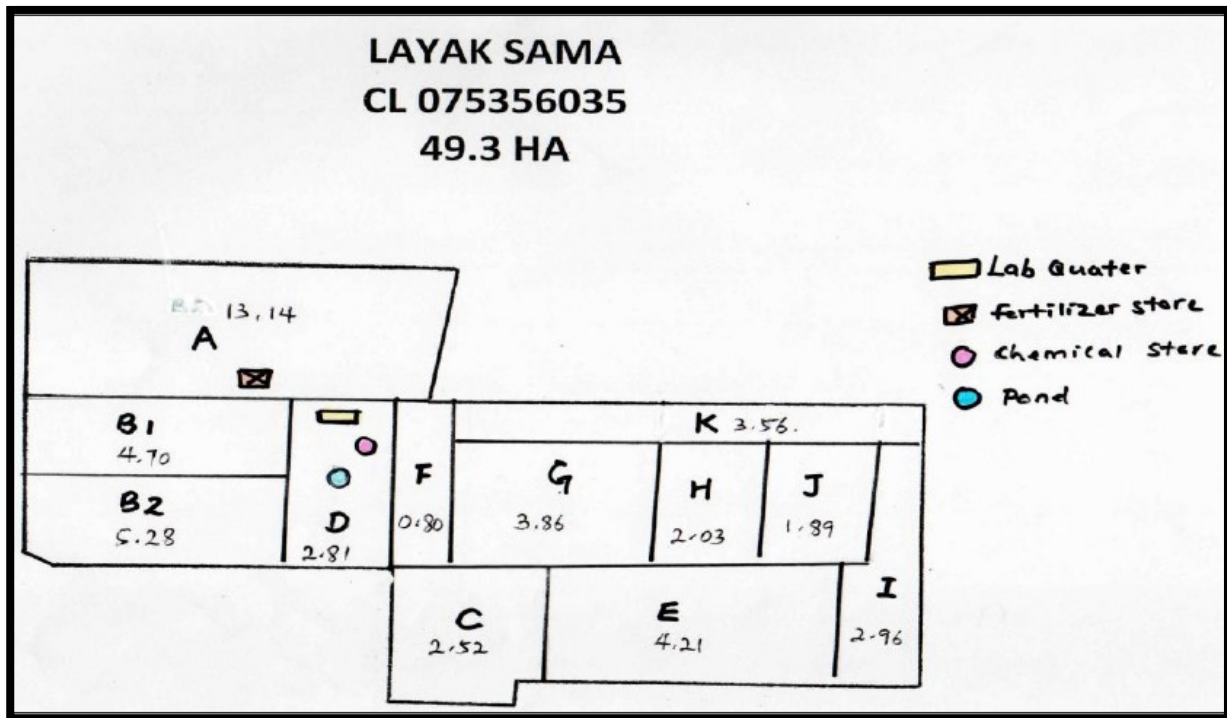 LAYAK SAMA
CL 075356035
49.3 HA
Lab Quater
fertilizer store
chemical store
Pond
13.14
A
B1
4.70
B2
5.28
D
2.81
F
0.80
K 3.56.
G
3.86
H
2.03
J
1.89
C
2.52
E
4.21
I
2.96